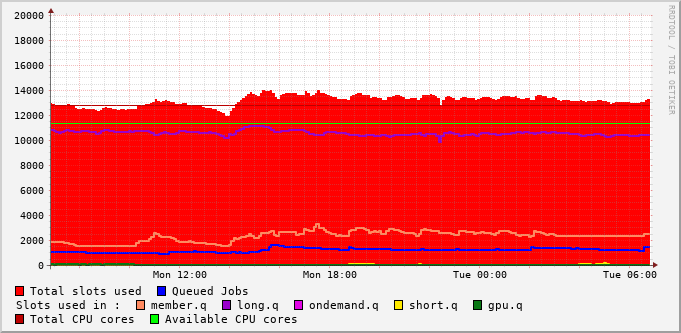 20000
18000
16000
14000
12000
10000
8000
6000
4000
2000
0
Mon 12:00 Mon 18:00 Tue 00:00 Tue 06:00
RRDTOOL / TOBI OETIKER
Total slots used Queued Jobs
Slots used in : member.q long.q ondemand.q short.q gpu.q
Total CPU cores Available CPU cores